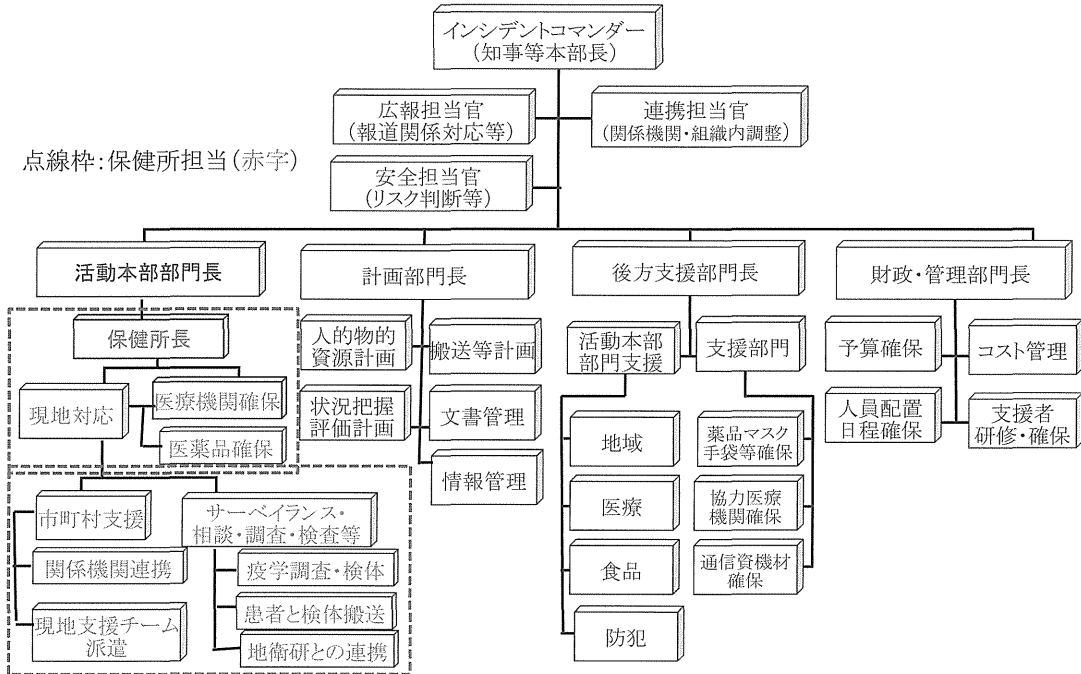 インシデントコマンダー
(知事等本部長)
広報担当官
(報道関係対応等)
連携担当官
(関係機関・組織内調整)
点線枠:保健所担当(赤字)
安全担当官
(リスク判断等)
活動本部部門長
計画部門長
後方支援部門長
財政・管理部門長
保健所長
現地対応
医療機関確保
医薬品確保
市町村支援
関係機関連携
現地支援チーム
派遣
サーベイランス・
相談・調査・検査等
疫学調査・検体
患者と検体搬送
地衛研との連携
人的物的
資源計画
搬送等計画
状況把握
評価計画
文書管理
情報管理
活動本部
部門支援
支援部門
地域
医療
食品
防犯
薬品マスク
手袋等確保
協力医療
機関確保
通信資機材
確保
予算確保
コスト管理
人員配置
日程確保
支援者
研修・確保